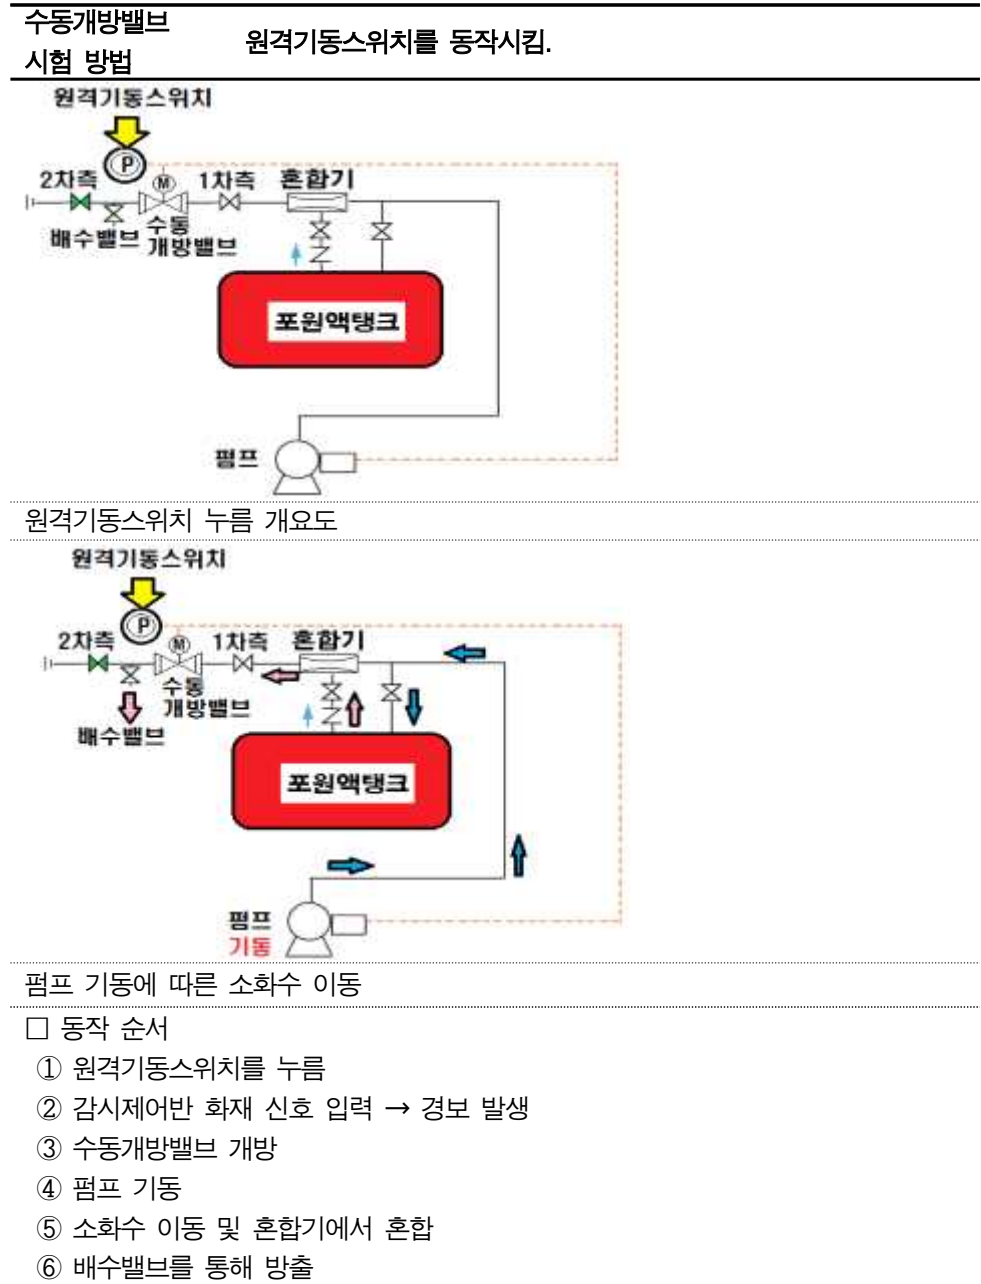 수동개방밸브
시험 방법
원격기동스위치를 동작시킴.
원격기동스위치
P
2차측
M
1차측
혼합기
배수밸브
수동
개방밸브
포원액탱크
펌프
원격기동스위치 누름 개요도
원격기동스위치
P
2차측
M
1차측
혼합기
수동
개방밸브
배수밸브
포원액탱크
펌프
기동
펌프 기동에 따른 소화수 이동
□ 동작 순서
① 원격기동스위치를 누름
② 감시제어반 화재 신호 입력 → 경보 발생
③ 수동개방밸브 개방
④ 펌프 기동
⑤ 소화수 이동 및 혼합기에서 혼합
⑥ 배수밸브를 통해 방출